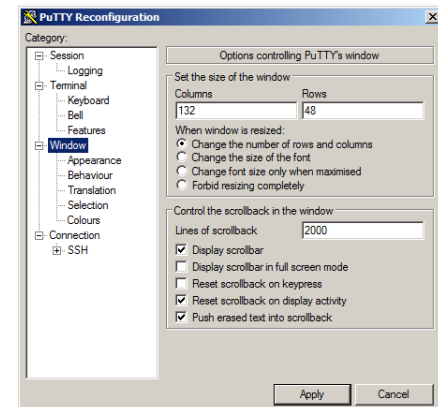 PuTTY Reconfiguration
Category:
Session
Logging
Terminal
Keyboard
Bell
Features
Window
Appearance
Behaviour
Translation
Selection
Colours
Connection
SSH
Options controlling PuTTY's window
Set the size of the window
Columns Rows
132 48
When window is resized:
Change the number of rows and columns
Change the size of the font
Change font size only when maximised
Forbid resizing completely
Control the scrollback in the window
Lines of scrollback 2000
Display scrollbar
Display scrollbar in full screen mode
Reset scrollback on keypress
Reset scrollback on display activity
Push erased text into scrollback
Apply Cancel